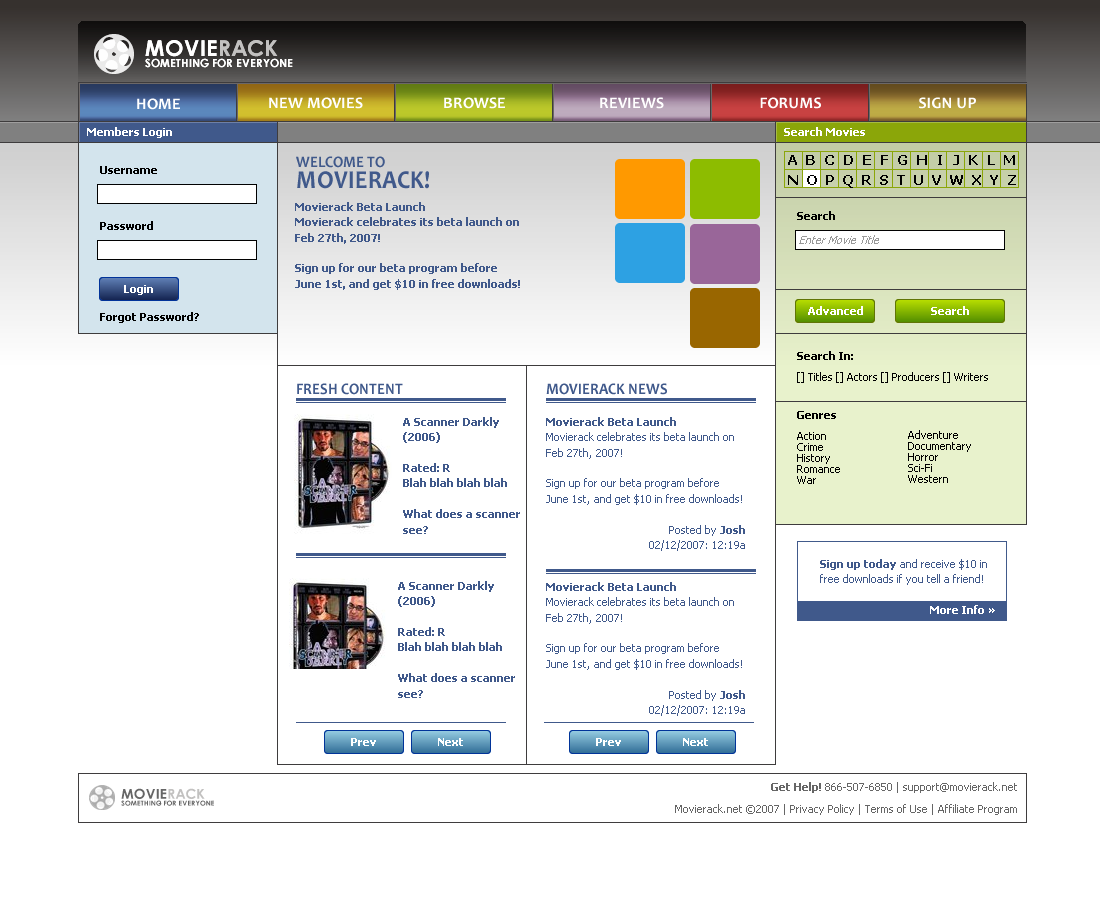 MOVIERACK
SOMETHING FOR EVERYONE
HOME
NEW MOVIES
BROWSE
REVIEWS
FORUMS
SIGN UP
Members Login
Username
Password
Login
Forgot Password?
WELCOME TO
MOVIERACK!
Movierack Beta Launch
Movierack celebrates its beta launch on
Feb 27th, 2007!
Sign up for our beta program before
June 1st, and get $10 in free downloads!
FRESH CONTENT
A Scanner Darkly
(2006)
Rated: R
Blah blah blah blah
What does a scanner
see?
A Scanner Darkly
(2006)
Rated: R
Blah blah blah blah
What does a scanner
see?
Prev
Next
MOVIERACK NEWS
Movierack Beta Launch
Movierack celebrates its beta launch on
Feb 27th, 2007!
Sign up for our beta program before
June 1st, and get $10 in free downloads!
Posted by Josh
02/12/2007: 12:19a
Movierack Beta Launch
Movierack celebrates its beta launch on
Feb 27th, 2007!
Sign up for our beta program before
June 1st, and get $10 in free downloads!
Posted by Josh
02/12/2007: 12:19a
Prev
Next
Search Movies
A B C D E F G H I J K L M
N O P Q R S T U V W X Y Z
Search
Enter Movie Title
Advanced
Search
Search In:
[] Titles [] Actors [] Producers [] Writers
Genres
Action
Crime
History
Romance
War
Adventure
Documentary
Horror
Sci-Fi
Western
Sign up today and receive $10 in
free downloads if you tell a friend!
More Info »
MOVIERACK
SOMETHING FOR EVERYONE
Get Help! 866-507-6850 | support@movierack.net
Movierack.net ©2007 | Privacy Policy | Terms of Use | Affiliate Program